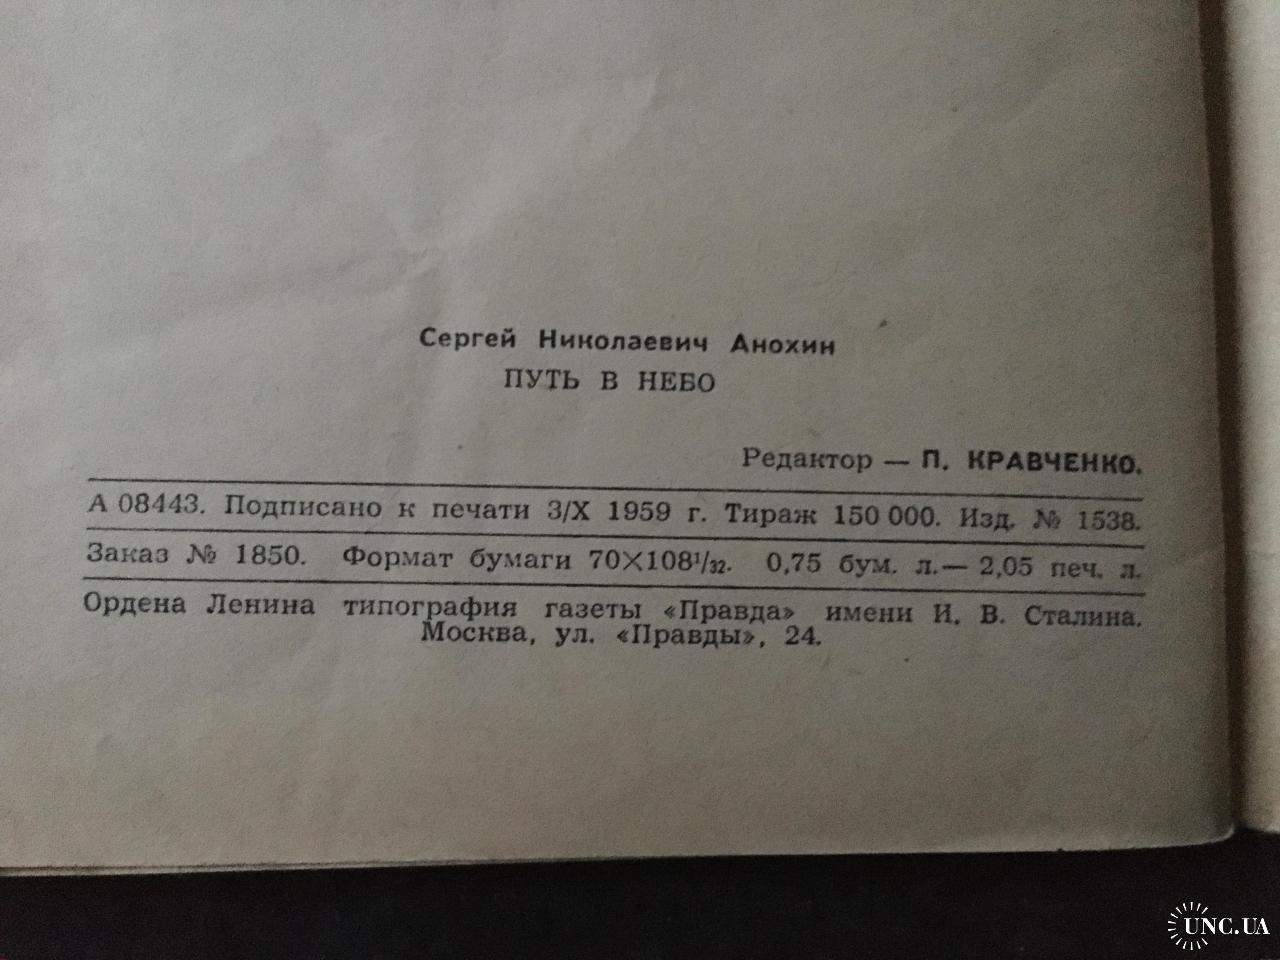 Сергей Николаевич Анохин
ПУТЬ В НЕБО
Редактор — П. КРАВЧЕНКО.
А 08443. Подписано к печати 3/X 1959 г. Тираж 150 000. Изд. № 1538.
Заказ № 1850. Формат бумаги 70×108¹/₃₂. 0,75 бум. л.— 2,05 печ. л.
Ордена Ленина типография газеты «Правда» имени И. В. Сталина.
Москва, ул. «Правды», 24.
UNC.UA